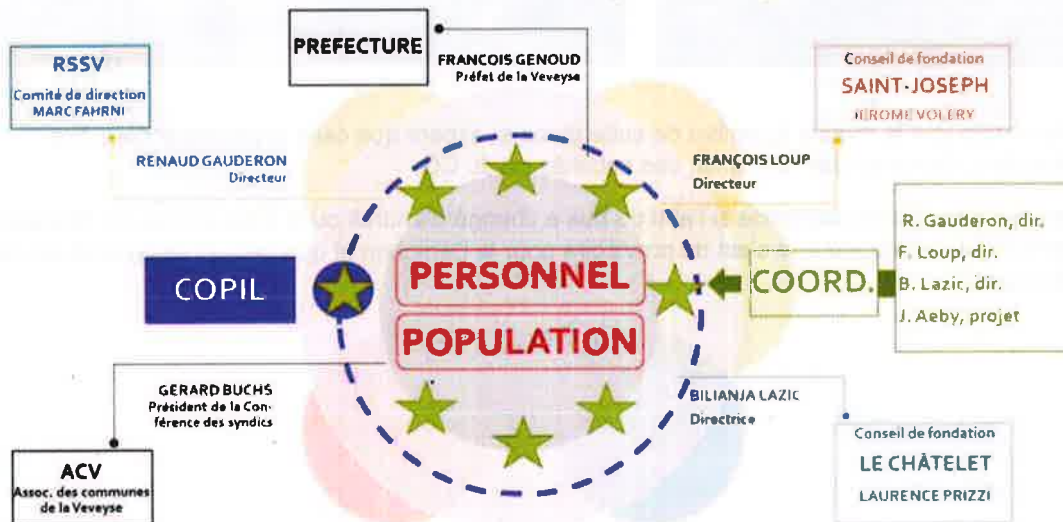 PREFECTURE
FRANCOIS GENOUD
Préfet de la Veveyse
RSSV
Comité de direction
MARC FAHRNI
RENAUD GAUDERON
Directeur
Conseil de fondation
SAINT-JOSEPH
JEROME VOLERY
FRANÇOIS LOUP
Directeur
COPIL
PERSONNEL
POPULATION
COORD.
R. Gauderon, dir.
F. Loup, dir.
B. Lazic, dir.
J. Aeby, projet
GERARD BUCHS
Président de la Con-
férence des syndics
ACV
Assoc. des communes
de la Veveyse
BILIANJA LAZIC
Directrice
Conseil de fondation
LE CHÂTELET
LAURENCE PRIZZI